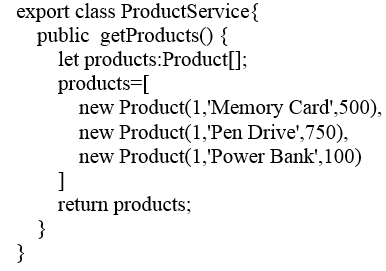 export class ProductService{
public  getProducts() {
let products:Product[];
products=[
new Product(1,'Memory Card',500),
new Product(1,'Pen Drive',750),
new Product(1,'Power Bank',100)
]
return products;
}
}